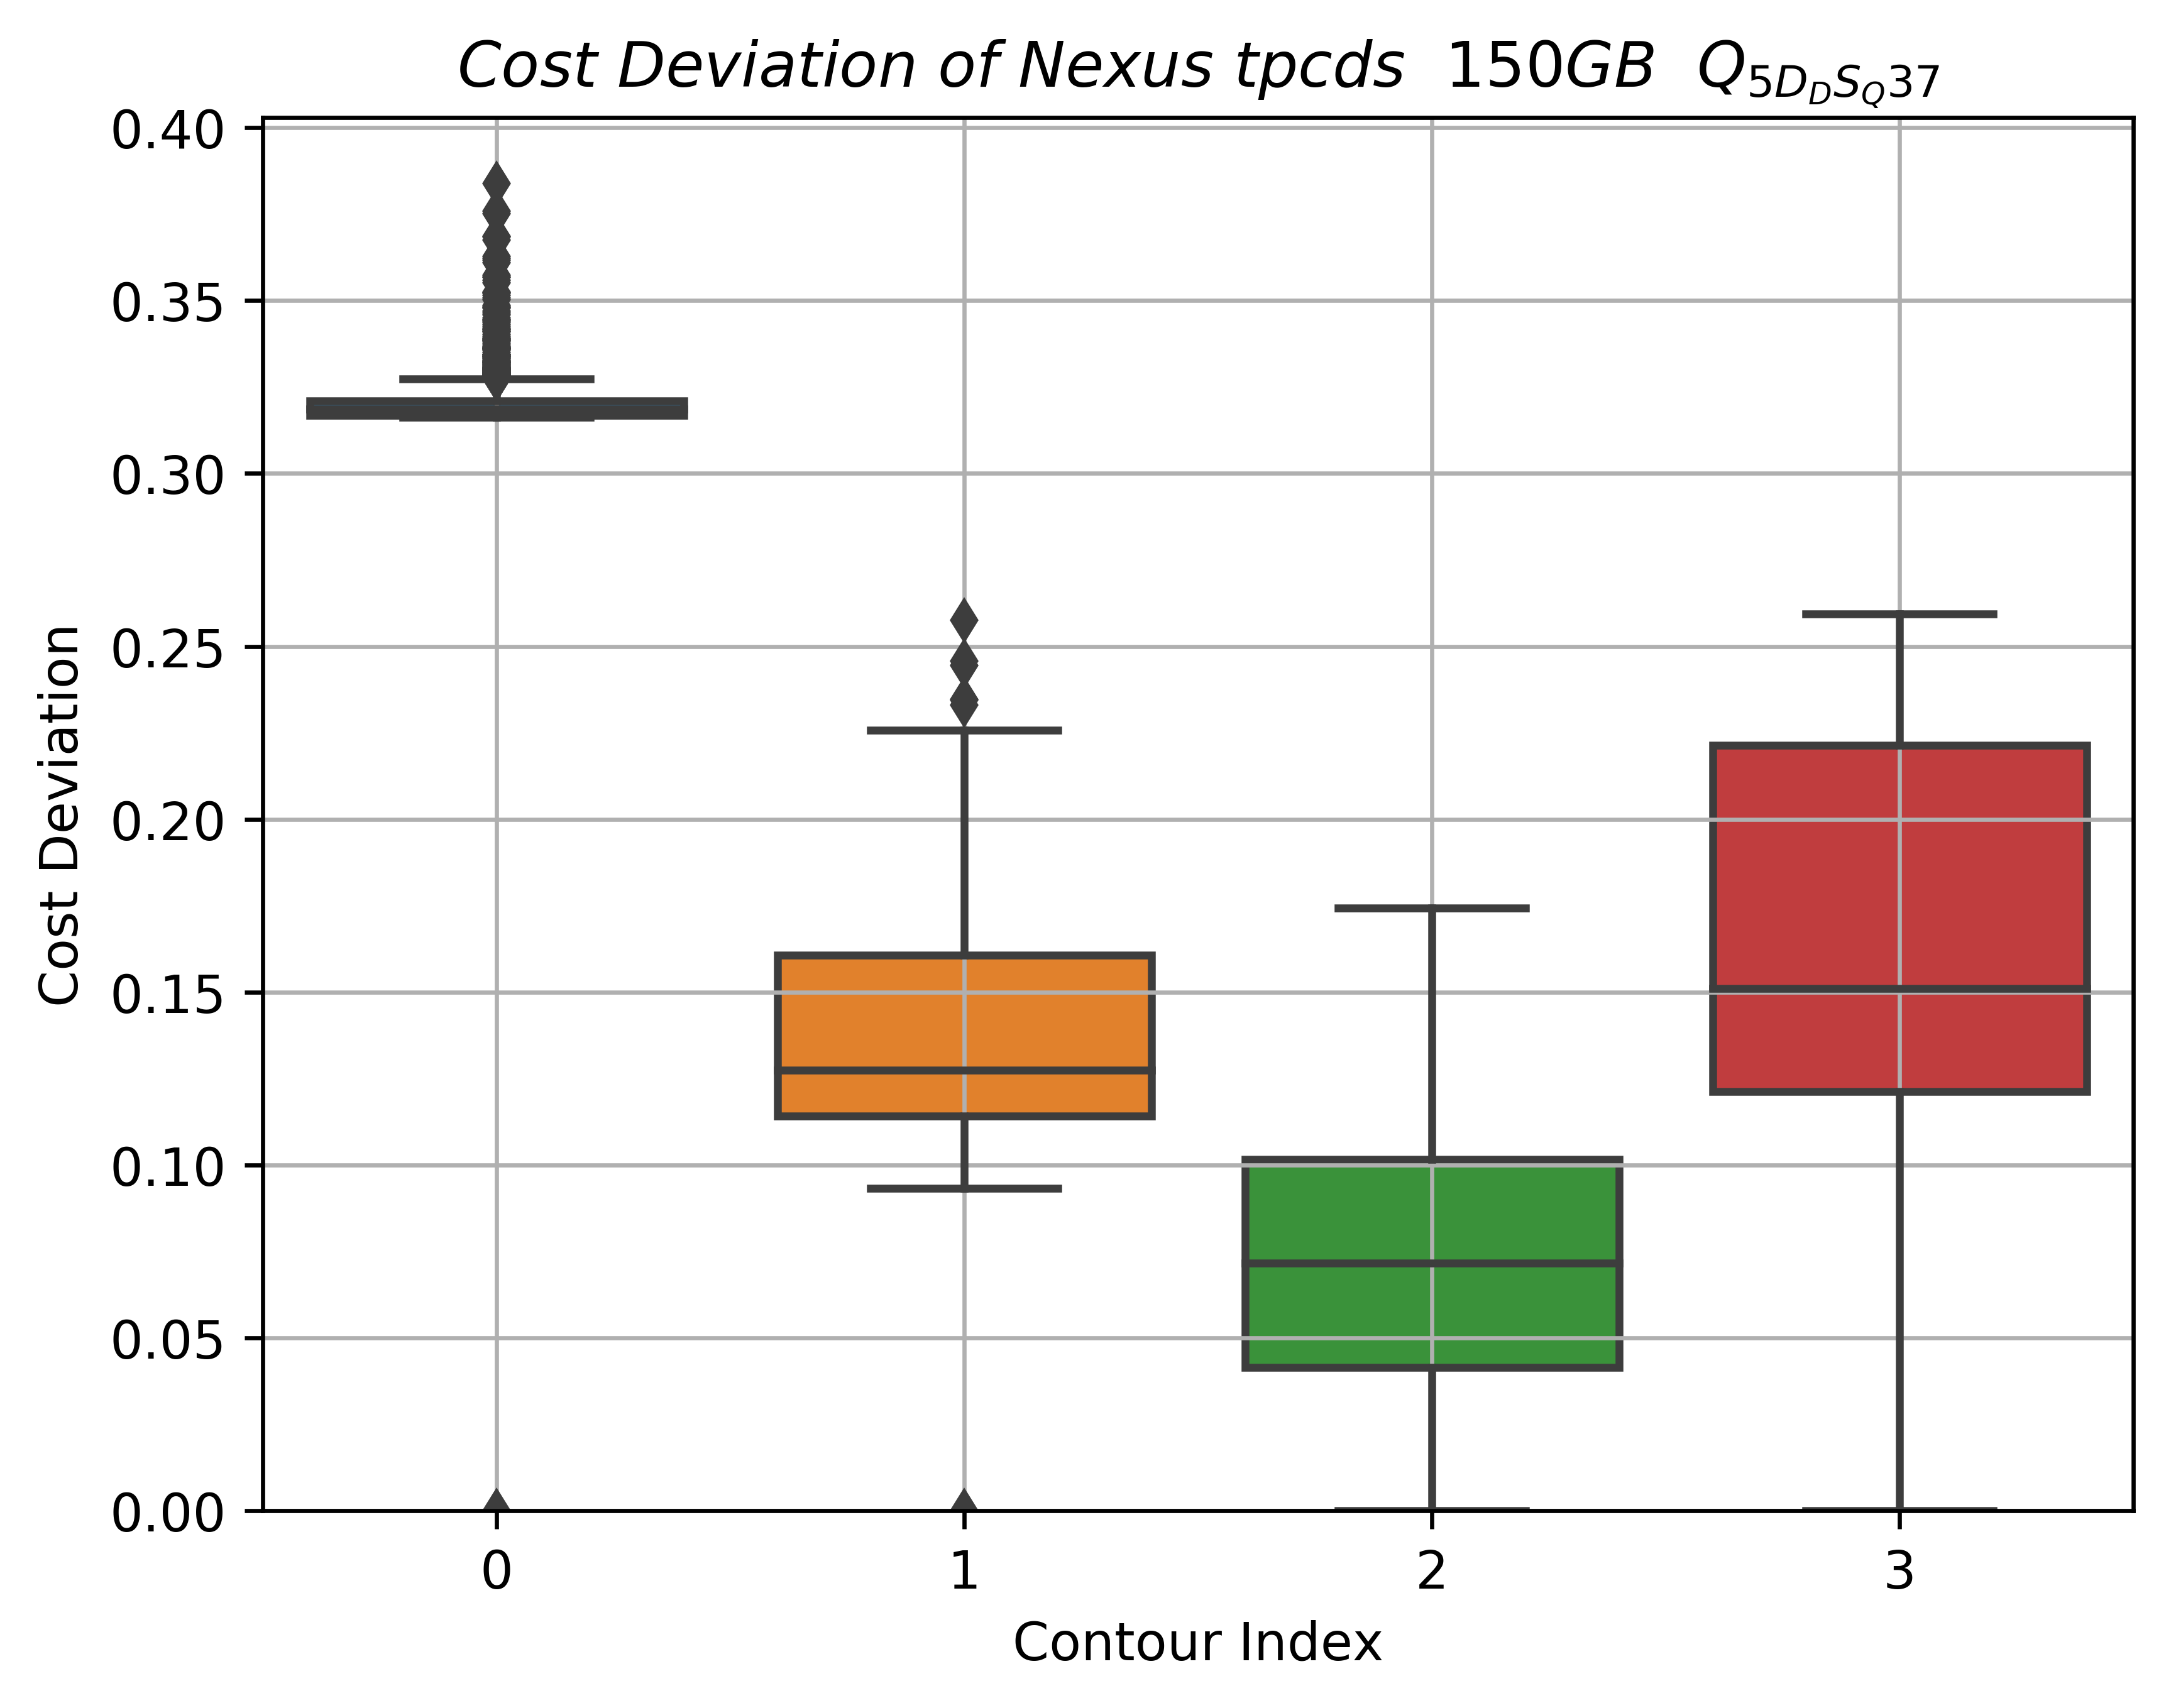 Cost Deviation of Nexus tpcds 150GB Q5DDSQ37
0.40
0.35
0.30
0.25
0.20
0.15
0.10
0.05
0.00
Cost Deviation
0 1 2 3
Contour Index